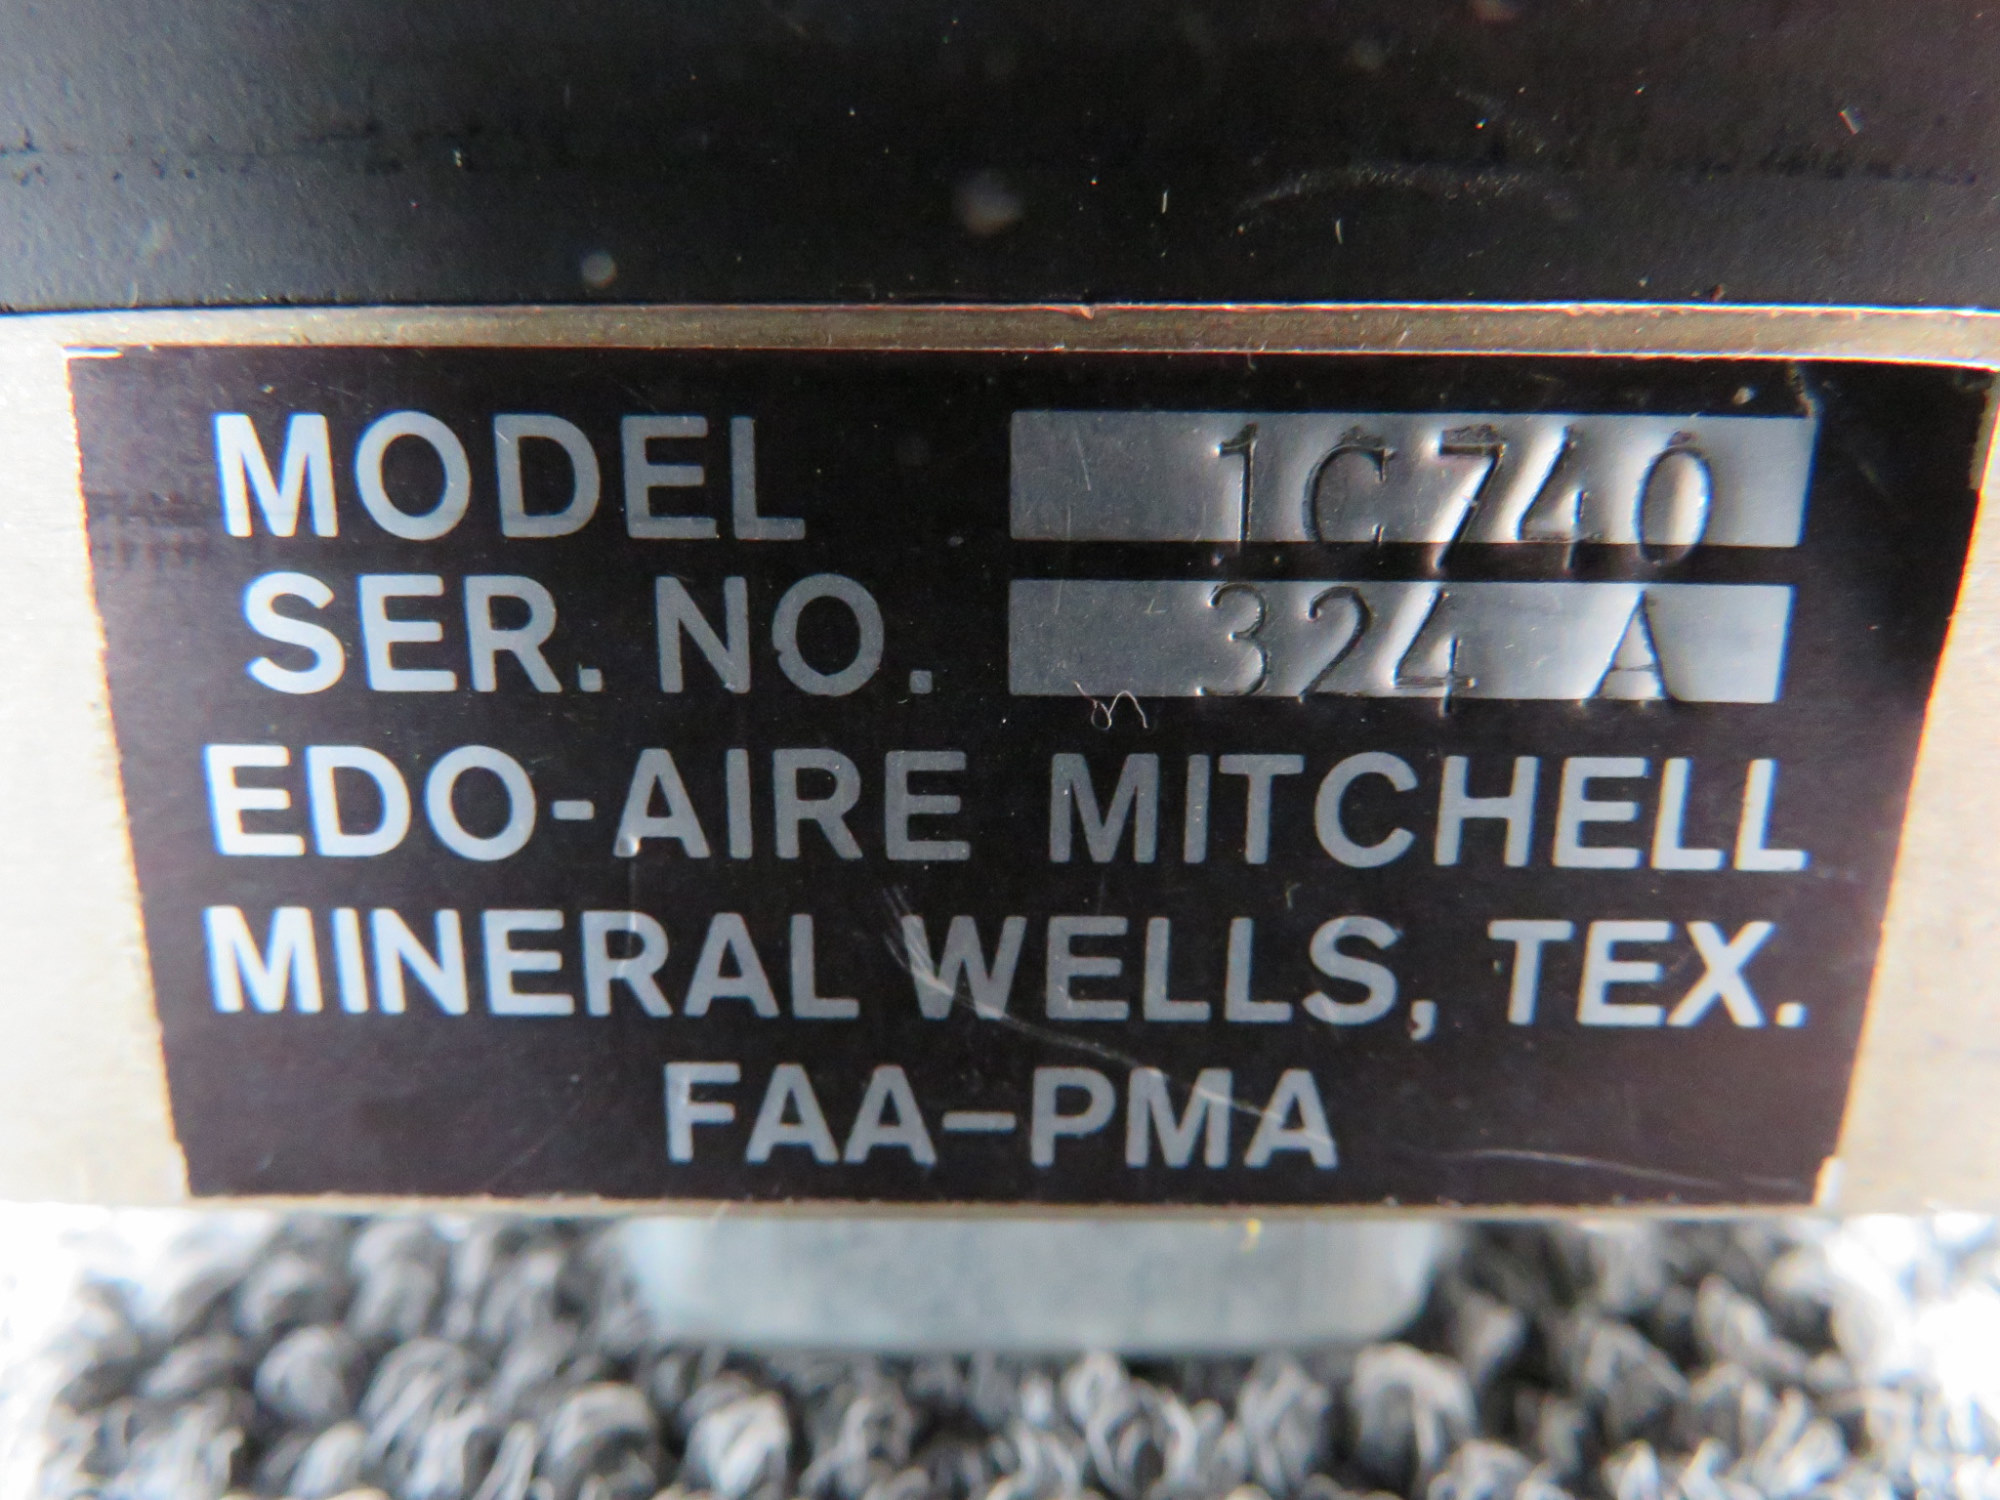 MODEL 1C740
SER. NO. 324 A
EDO-AIRE MITCHELL
MINERAL WELLS, TEX.
FAA-PMA